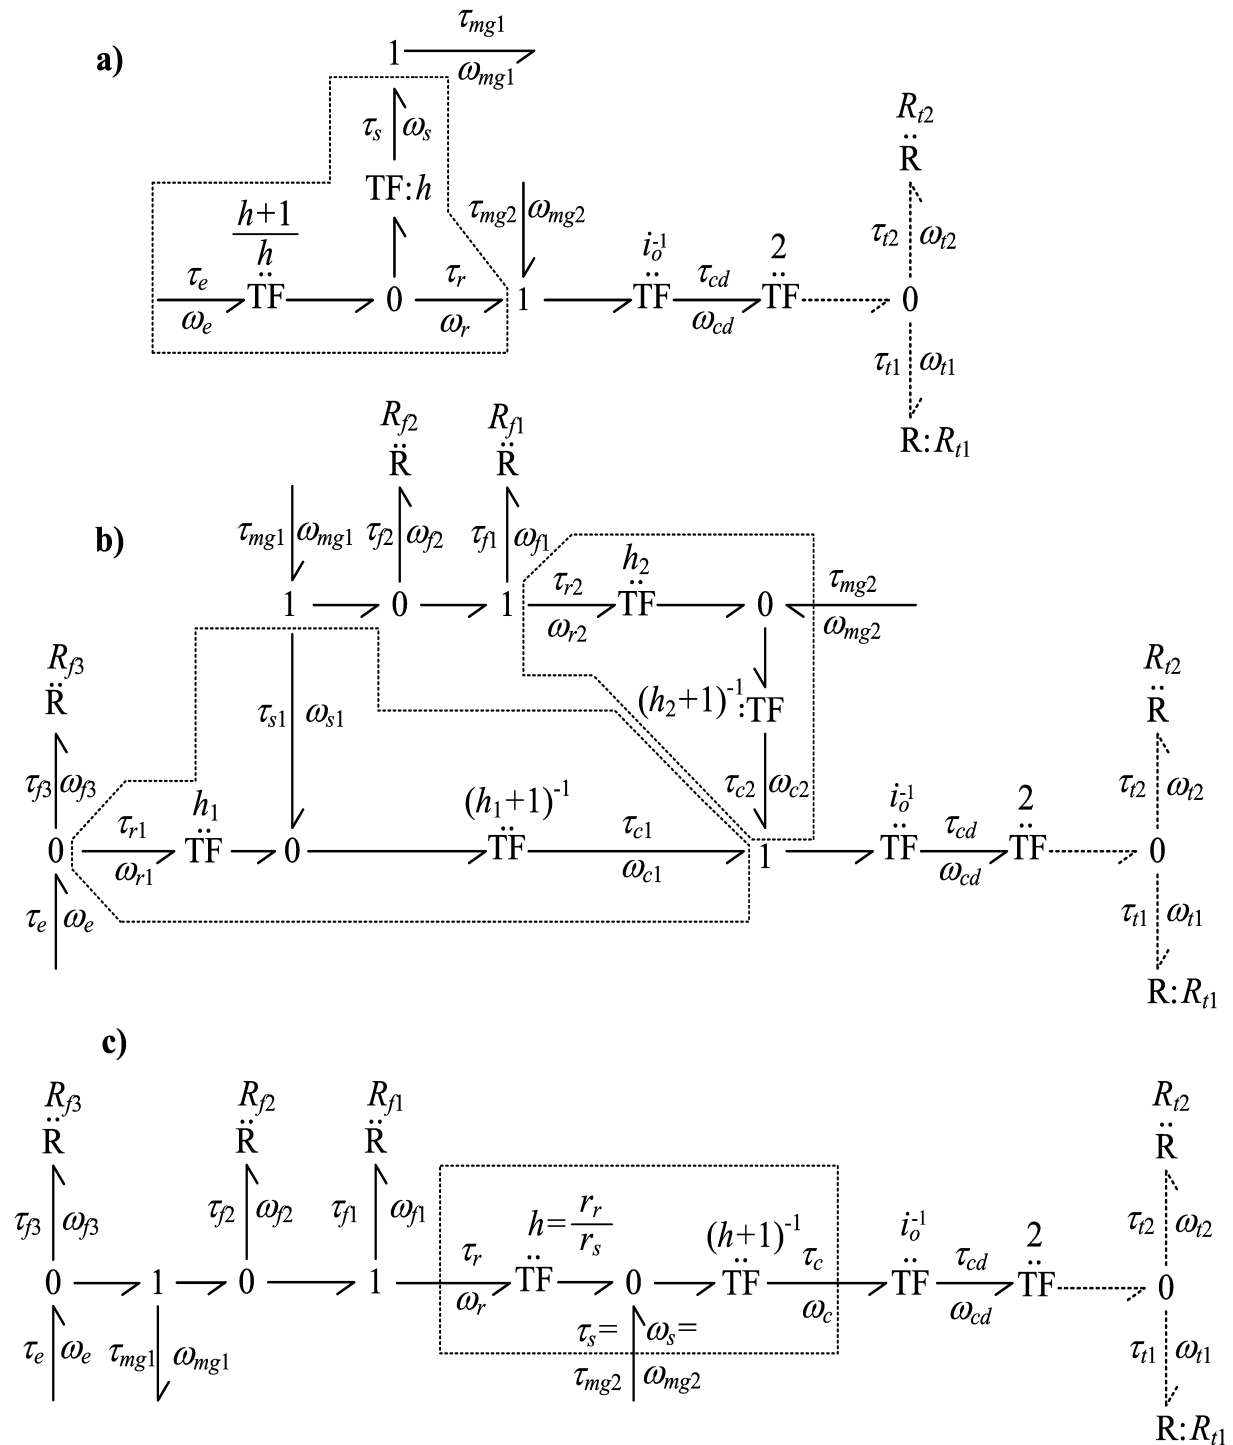 a)
τmg1
1
ωmg1
τs ωs
TF:h
h+1
h
τe TF 0 τr 1 TF τcd TF 0
ωe ωr ωcd
τmg2 ωmg2
io-1
2
Rt2
R
τt2 ωt2
τt1 ωt1
R:Rt1
b)
Rf2
R
Rf1
R
τmg1 ωmg1 τf2 ωf2 τf1 ωf1
1 0 1 τr2 TF 0 τmg2
ωr2 ωmg2
h2
(h2+1)-1:TF
τc2 ωc2
Rf3
R
τf3 ωf3
τs1 ωs1
h1
(h1+1)-1
io-1
2
0 τr1 TF 0 TF τc1 1 TF τcd TF 0
ωr1 ωc1 ωcd
τe ωe
Rt2
R
τt2 ωt2
τt1 ωt1
R:Rt1
c)
Rf3
R
Rf2
R
Rf1
R
Rt2
R
τf3 ωf3 τf2 ωf2 τf1 ωf1
h=rr
rs
(h+1)-1
io-1
2
τt2 ωt2
0 1 0 1 τr TF 0 TF τc TF τcd TF 0
ωr ωc ωcd
τe ωe τmg1 ωmg1
τs= ωs=
τmg2 ωmg2
τt1 ωt1
R:Rt1